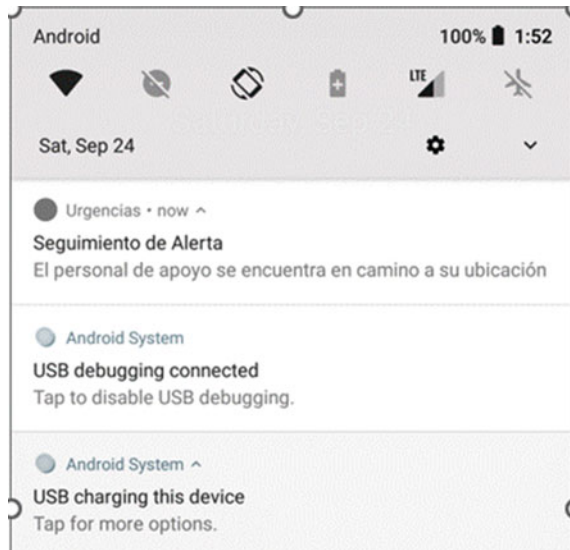 Android 100% 1:52
LTE
Sat, Sep 24
Urgencias • now
Seguimiento de Alerta
El personal de apoyo se encuentra en camino a su ubicación
Android System
USB debugging connected
Tap to disable USB debugging.
Android System
USB charging this device
Tap for more options.